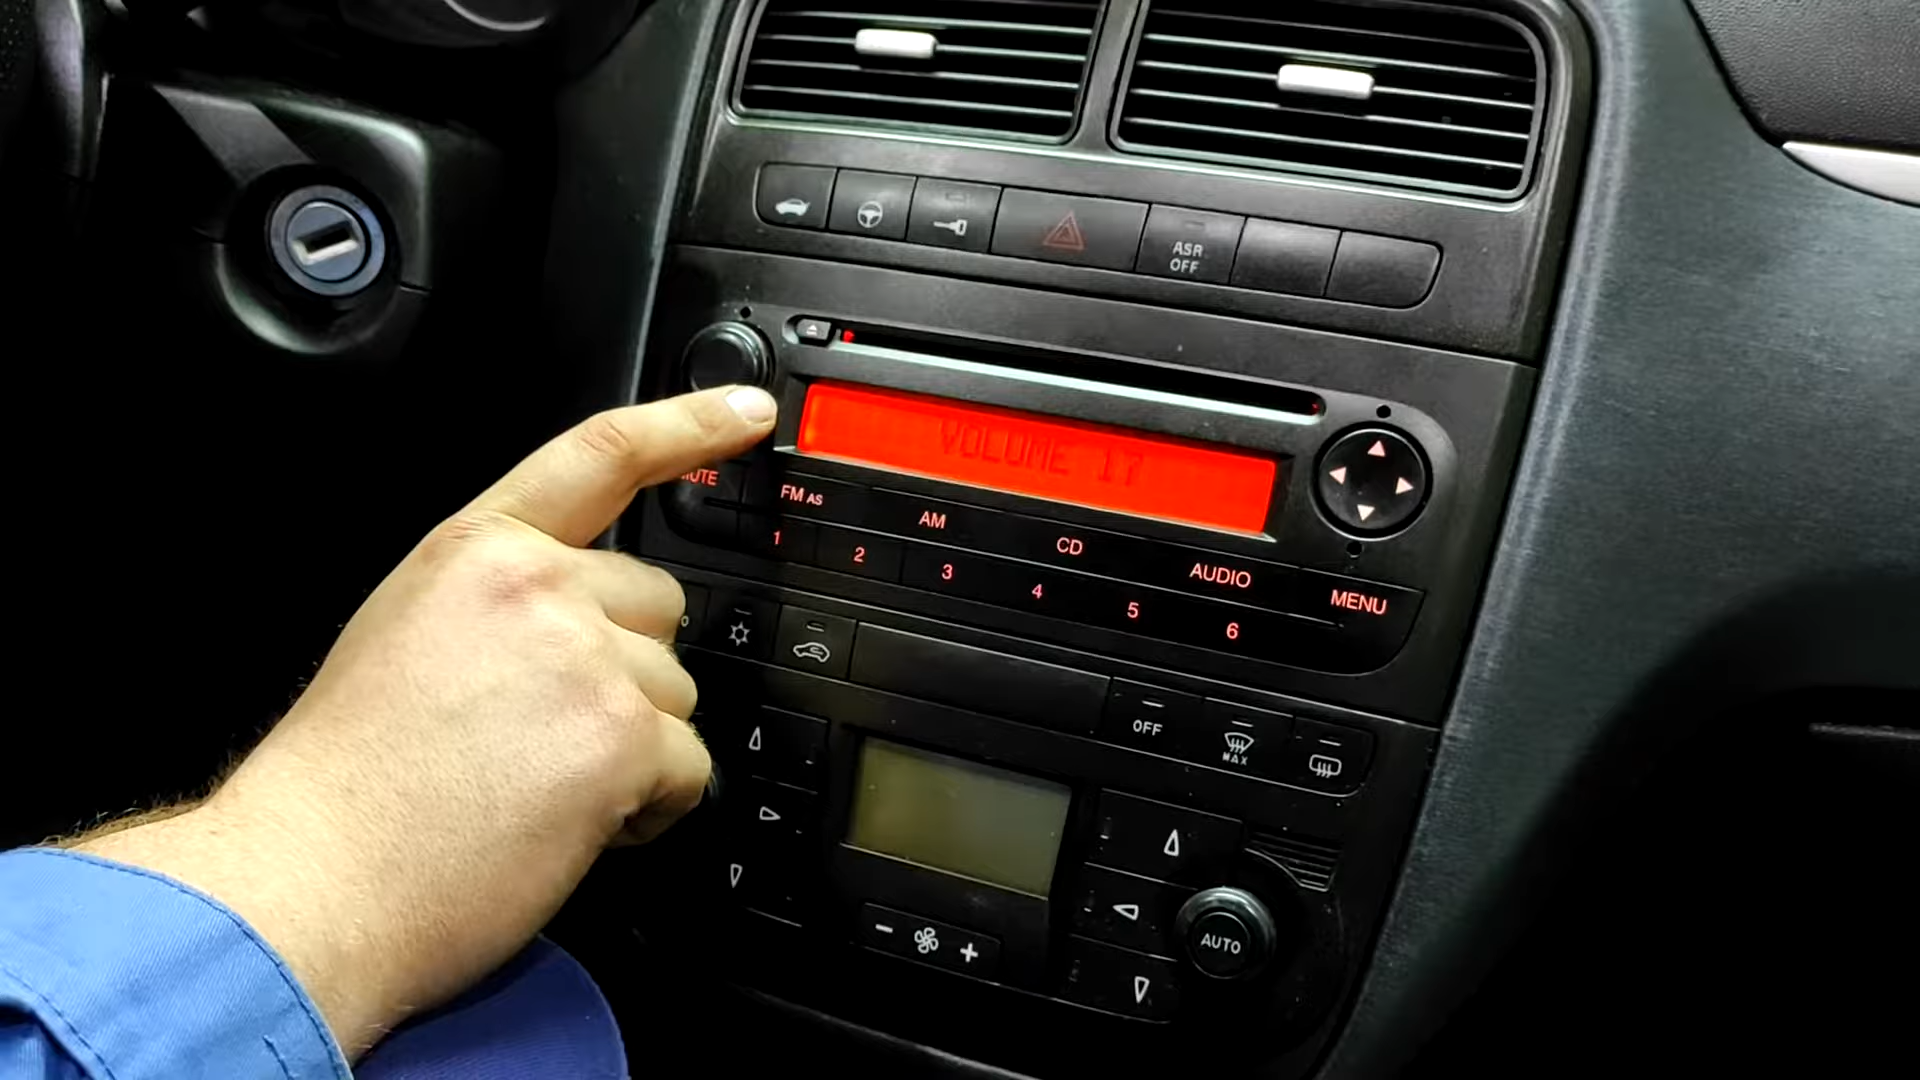 ASR
OFF
VOLUME 17
MUTE
FM AS
AM
CD
AUDIO
MENU
1
2
3
4
5
6
OFF
MAX
AUTO